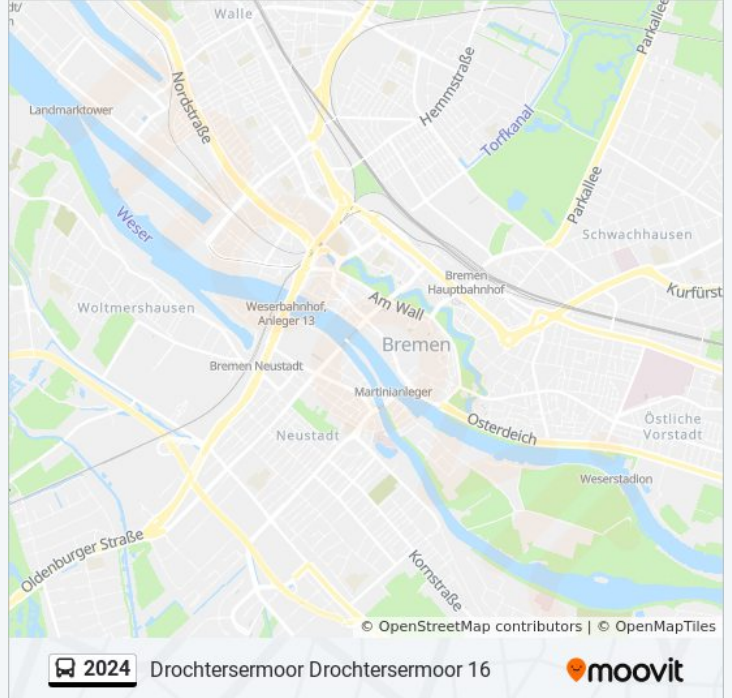 dt/
Walle
Parkallee
Hemmstraße
Nordstraße
Landmarktower
Torfkanal
Parkallee
Weser
Schwachhausen
Bremen
Hauptbahnhof
Kurfürst
Am Wall
Woltmershausen
Weserbahnhof,
Anleger 13
Bremen
Bremen Neustadt
Martinianleger
Osterdeich
Östliche
Vorstadt
Neustadt
Weserstadion
Oldenburger Straße
Kornstraße
© OpenStreetMap contributors | © OpenMapTiles
2024 Drochtersermoor Drochtersermoor 16 moovit